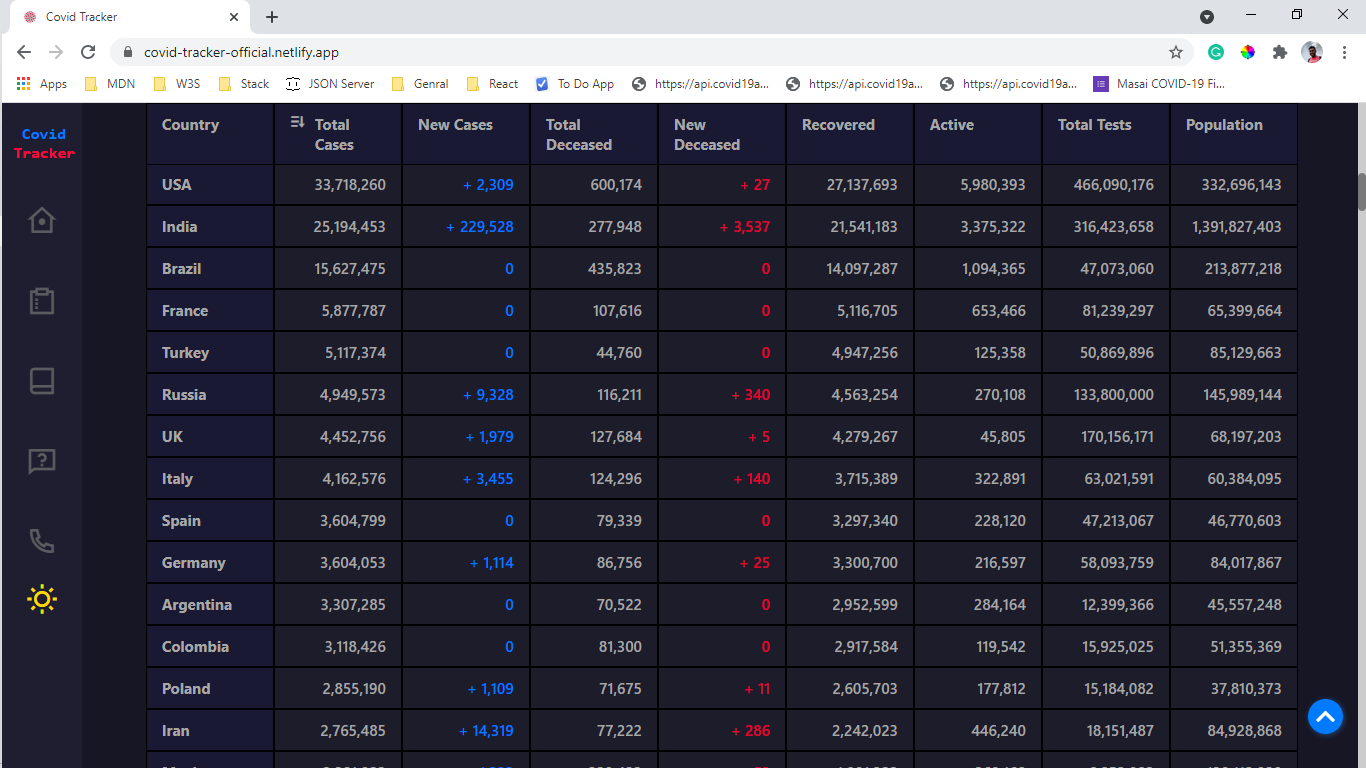 Covid Tracker
covid-tracker-official.netlify.app
Apps MDN W3S Stack JSON Server Genral React To Do App https://api.covid19a... https://api.covid19a... https://api.covid19a... Masai COVID-19 Fi...
Covid
Tracker
Country Total Cases New Cases Total Deceased New Deceased Recovered Active Total Tests Population
USA 33,718,260 + 2,309 600,174 + 27 27,137,693 5,980,393 466,090,176 332,696,143
India 25,194,453 + 229,528 277,948 + 3,537 21,541,183 3,375,322 316,423,658 1,391,827,403
Brazil 15,627,475 0 435,823 0 14,097,287 1,094,365 47,073,060 213,877,218
France 5,877,787 0 107,616 0 5,116,705 653,466 81,239,297 65,399,664
Turkey 5,117,374 0 44,760 0 4,947,256 125,358 50,869,896 85,129,663
Russia 4,949,573 + 9,328 116,211 + 340 4,563,254 270,108 133,800,000 145,989,144
UK 4,452,756 + 1,979 127,684 + 5 4,279,267 45,805 170,156,171 68,197,203
Italy 4,162,576 + 3,455 124,296 + 140 3,715,389 322,891 63,021,591 60,384,095
Spain 3,604,799 0 79,339 0 3,297,340 228,120 47,213,067 46,770,603
Germany 3,604,053 + 1,114 86,756 + 25 3,300,700 216,597 58,093,759 84,017,867
Argentina 3,307,285 0 70,522 0 2,952,599 284,164 12,399,366 45,557,248
Colombia 3,118,426 0 81,300 0 2,917,584 119,542 15,925,025 51,355,369
Poland 2,855,190 + 1,109 71,675 + 11 2,605,703 177,812 15,184,082 37,810,373
Iran 2,765,485 + 14,319 77,222 + 286 2,242,023 446,240 18,151,487 84,928,868